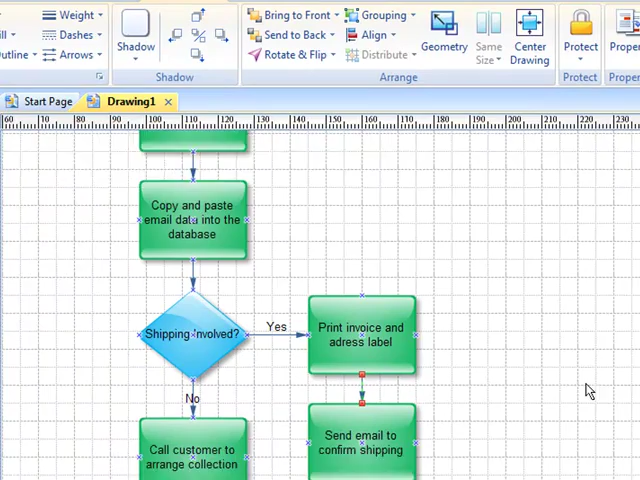 Weight
Dashes
Arrows
Shadow
Shadow
Bring to Front
Send to Back
Rotate & Flip
Grouping
Align
Distribute
Geometry
Same
Size
Center
Drawing
Arrange
Protect
Protect
Start Page
Drawing1
60 70 80 90 100 110 120 130 140 150 160 170 180 190 200 210 220 230
Copy and paste
email data into the
database
Shipping involved?
Yes
Print invoice and
adress label
No
Call customer to
arrange collection
Send email to
confirm shipping